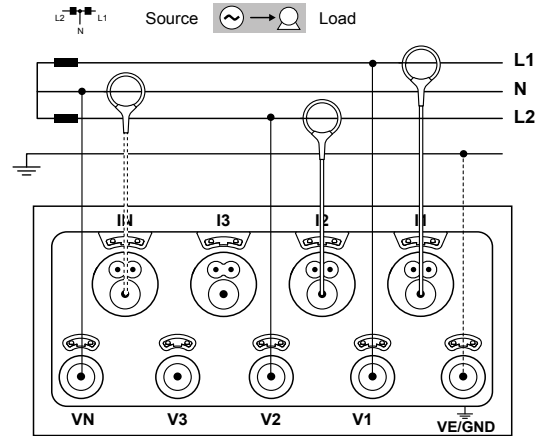 L2 L1
N
Source Load
L1
N
L2
IN I3 I2 I1
VN V3 V2 V1 VE/GND